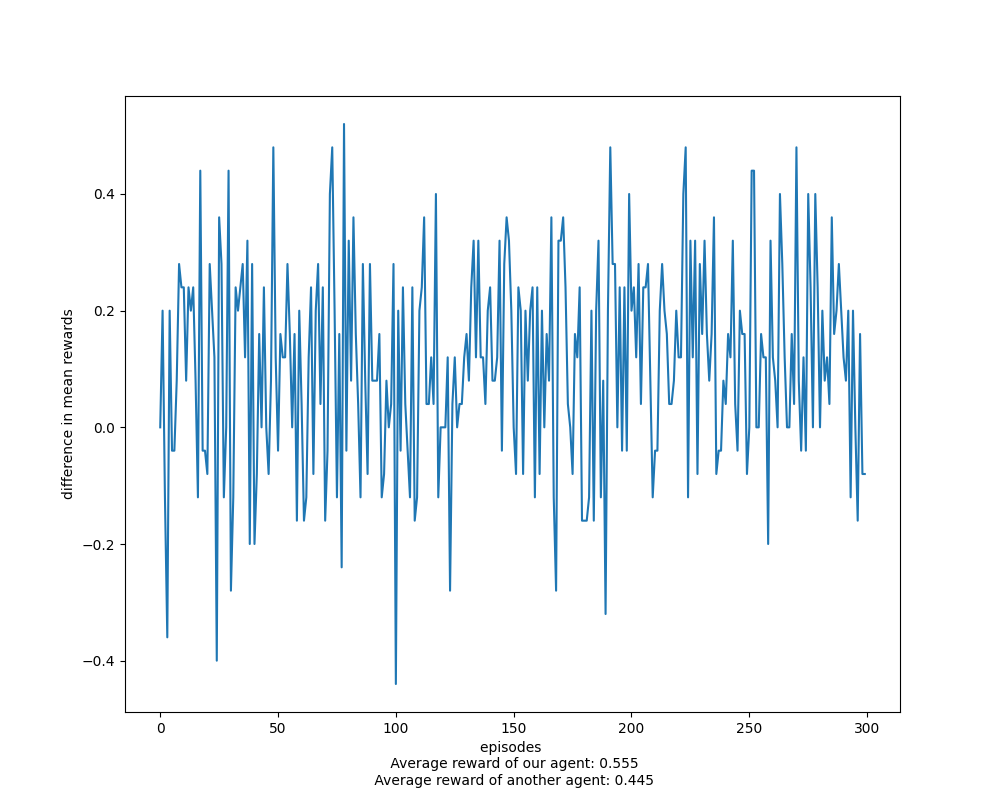 difference in mean rewards
0.4
0.2
0.0
−0.2
−0.4
0 50 100 150 200 250 300
episodes
Average reward of our agent: 0.555
Average reward of another agent: 0.445